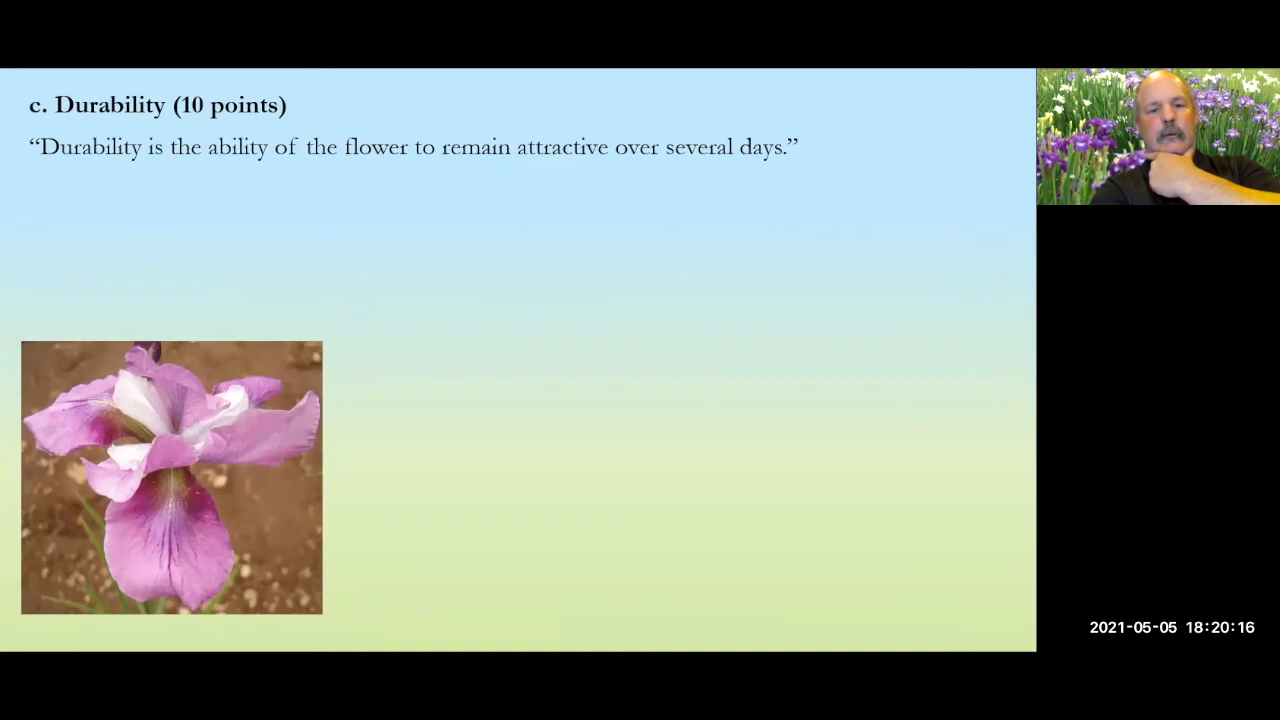 c. Durability (10 points)
“Durability is the ability of the flower to remain attractive over several days.”
2021-05-05 18:20:16